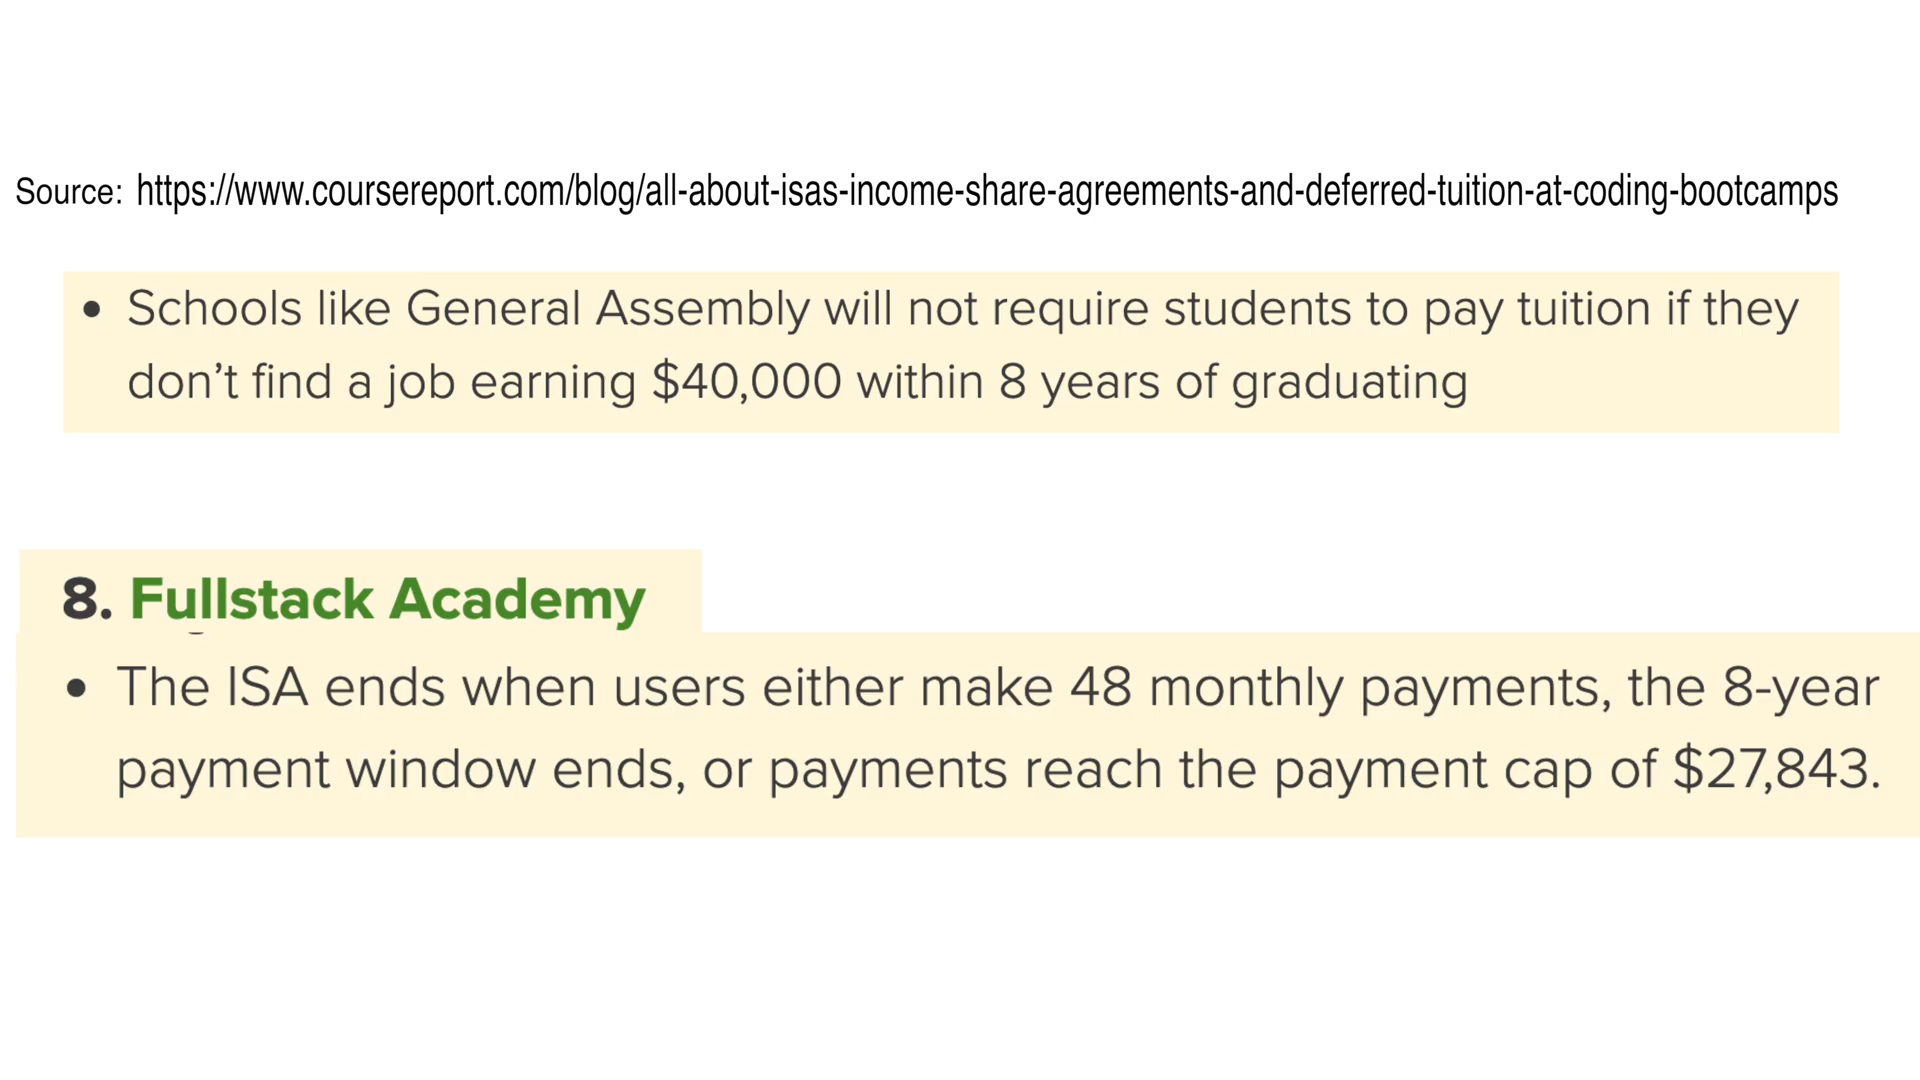 Source: https://www.coursereport.com/blog/all-about-isas-income-share-agreements-and-deferred-tuition-at-coding-bootcamps
• Schools like General Assembly will not require students to pay tuition if they
don’t find a job earning $40,000 within 8 years of graduating
8. Fullstack Academy
• The ISA ends when users either make 48 monthly payments, the 8-year
payment window ends, or payments reach the payment cap of $27,843.